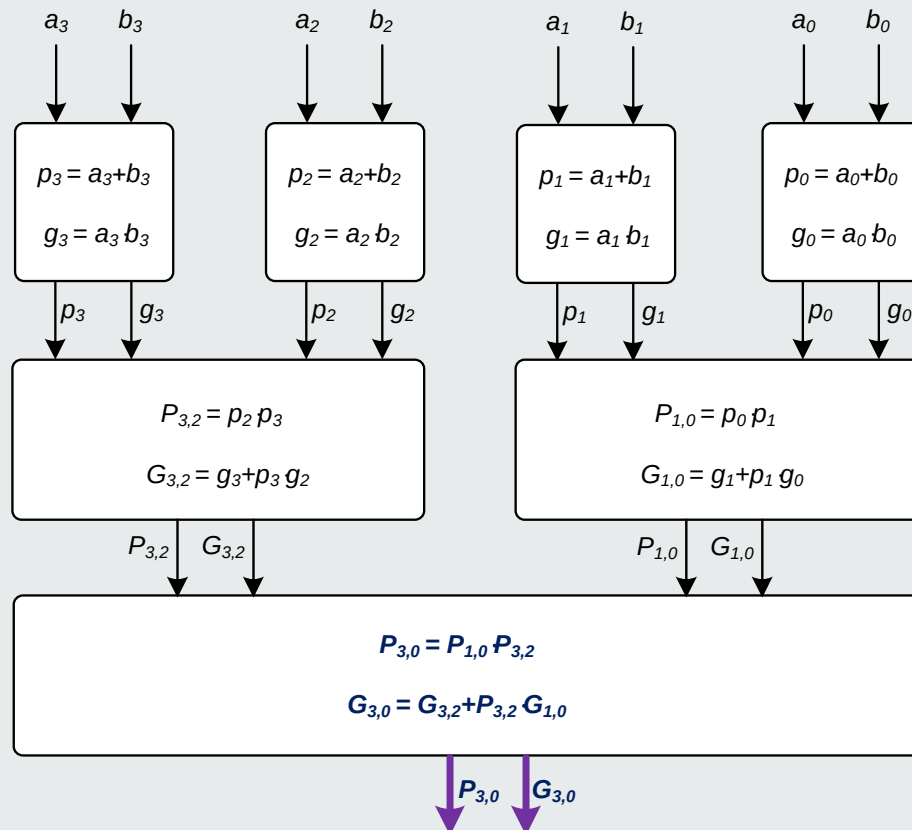 a3 b3 a2 b2 a1 b1 a0 b0
p3 = a3+b3 p2 = a2+b2 p1 = a1+b1 p0 = a0+b0
g3 = a3·b3 g2 = a2·b2 g1 = a1·b1 g0 = a0·b0
p3 g3 p2 g2 p1 g1 p0 g0
P3,2 = p2·p3 P1,0 = p0·p1
G3,2 = g3+p3·g2 G1,0 = g1+p1·g0
P3,2 G3,2 P1,0 G1,0
P3,0 = P1,0·P3,2
G3,0 = G3,2+P3,2·G1,0
P3,0 G3,0